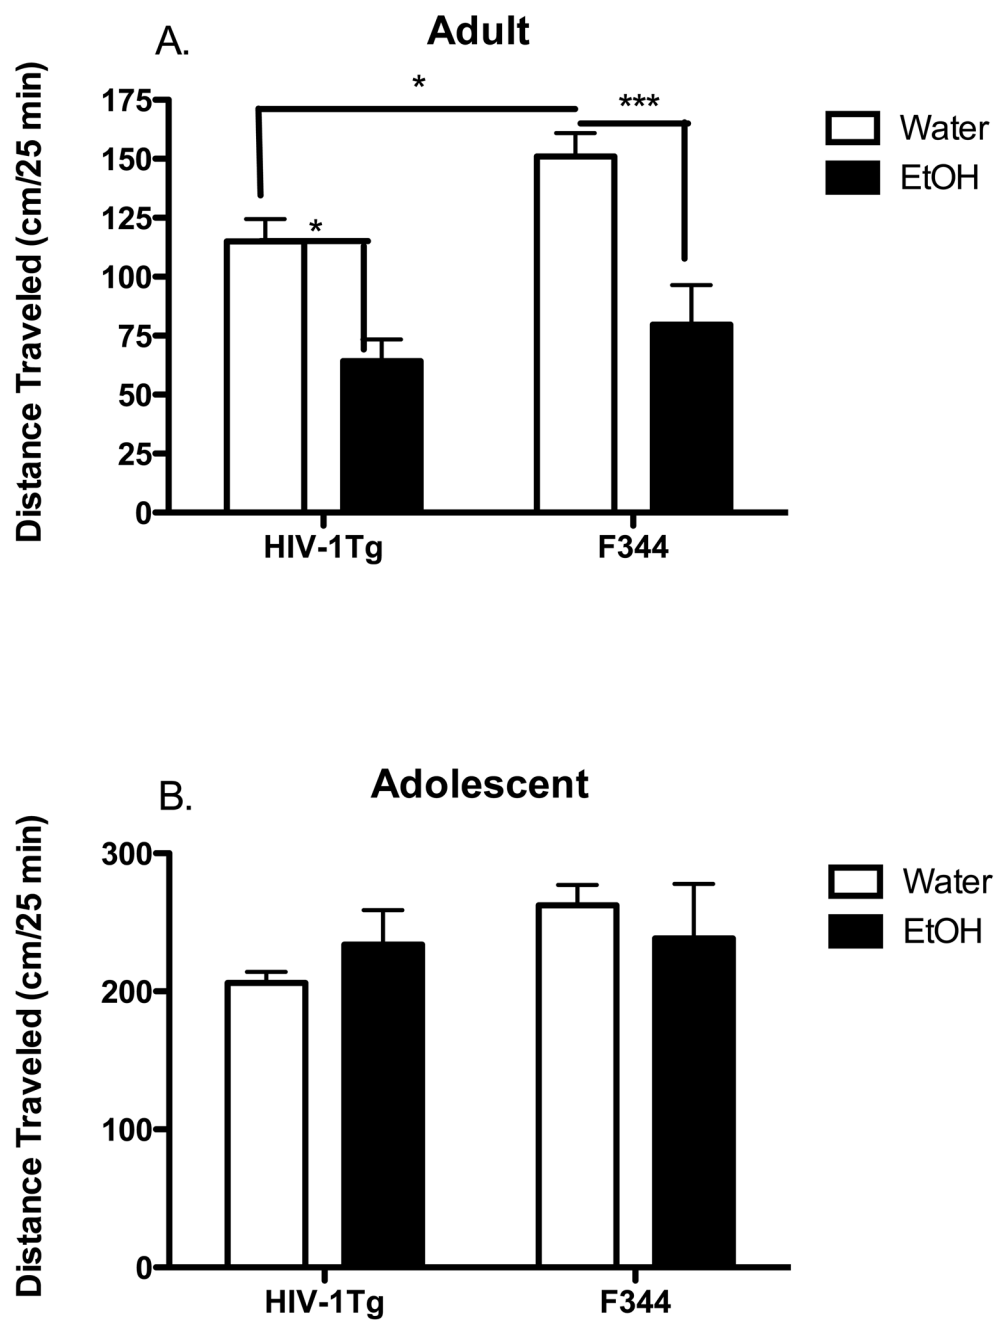 A.
Adult
*
***
*
Distance Traveled (cm/25 min)
175
150
125
100
75
50
25
0
HIV-1Tg
F344
Water
EtOH
B.
Adolescent
Distance Traveled (cm/25 min)
300
200
100
0
HIV-1Tg
F344
Water
EtOH